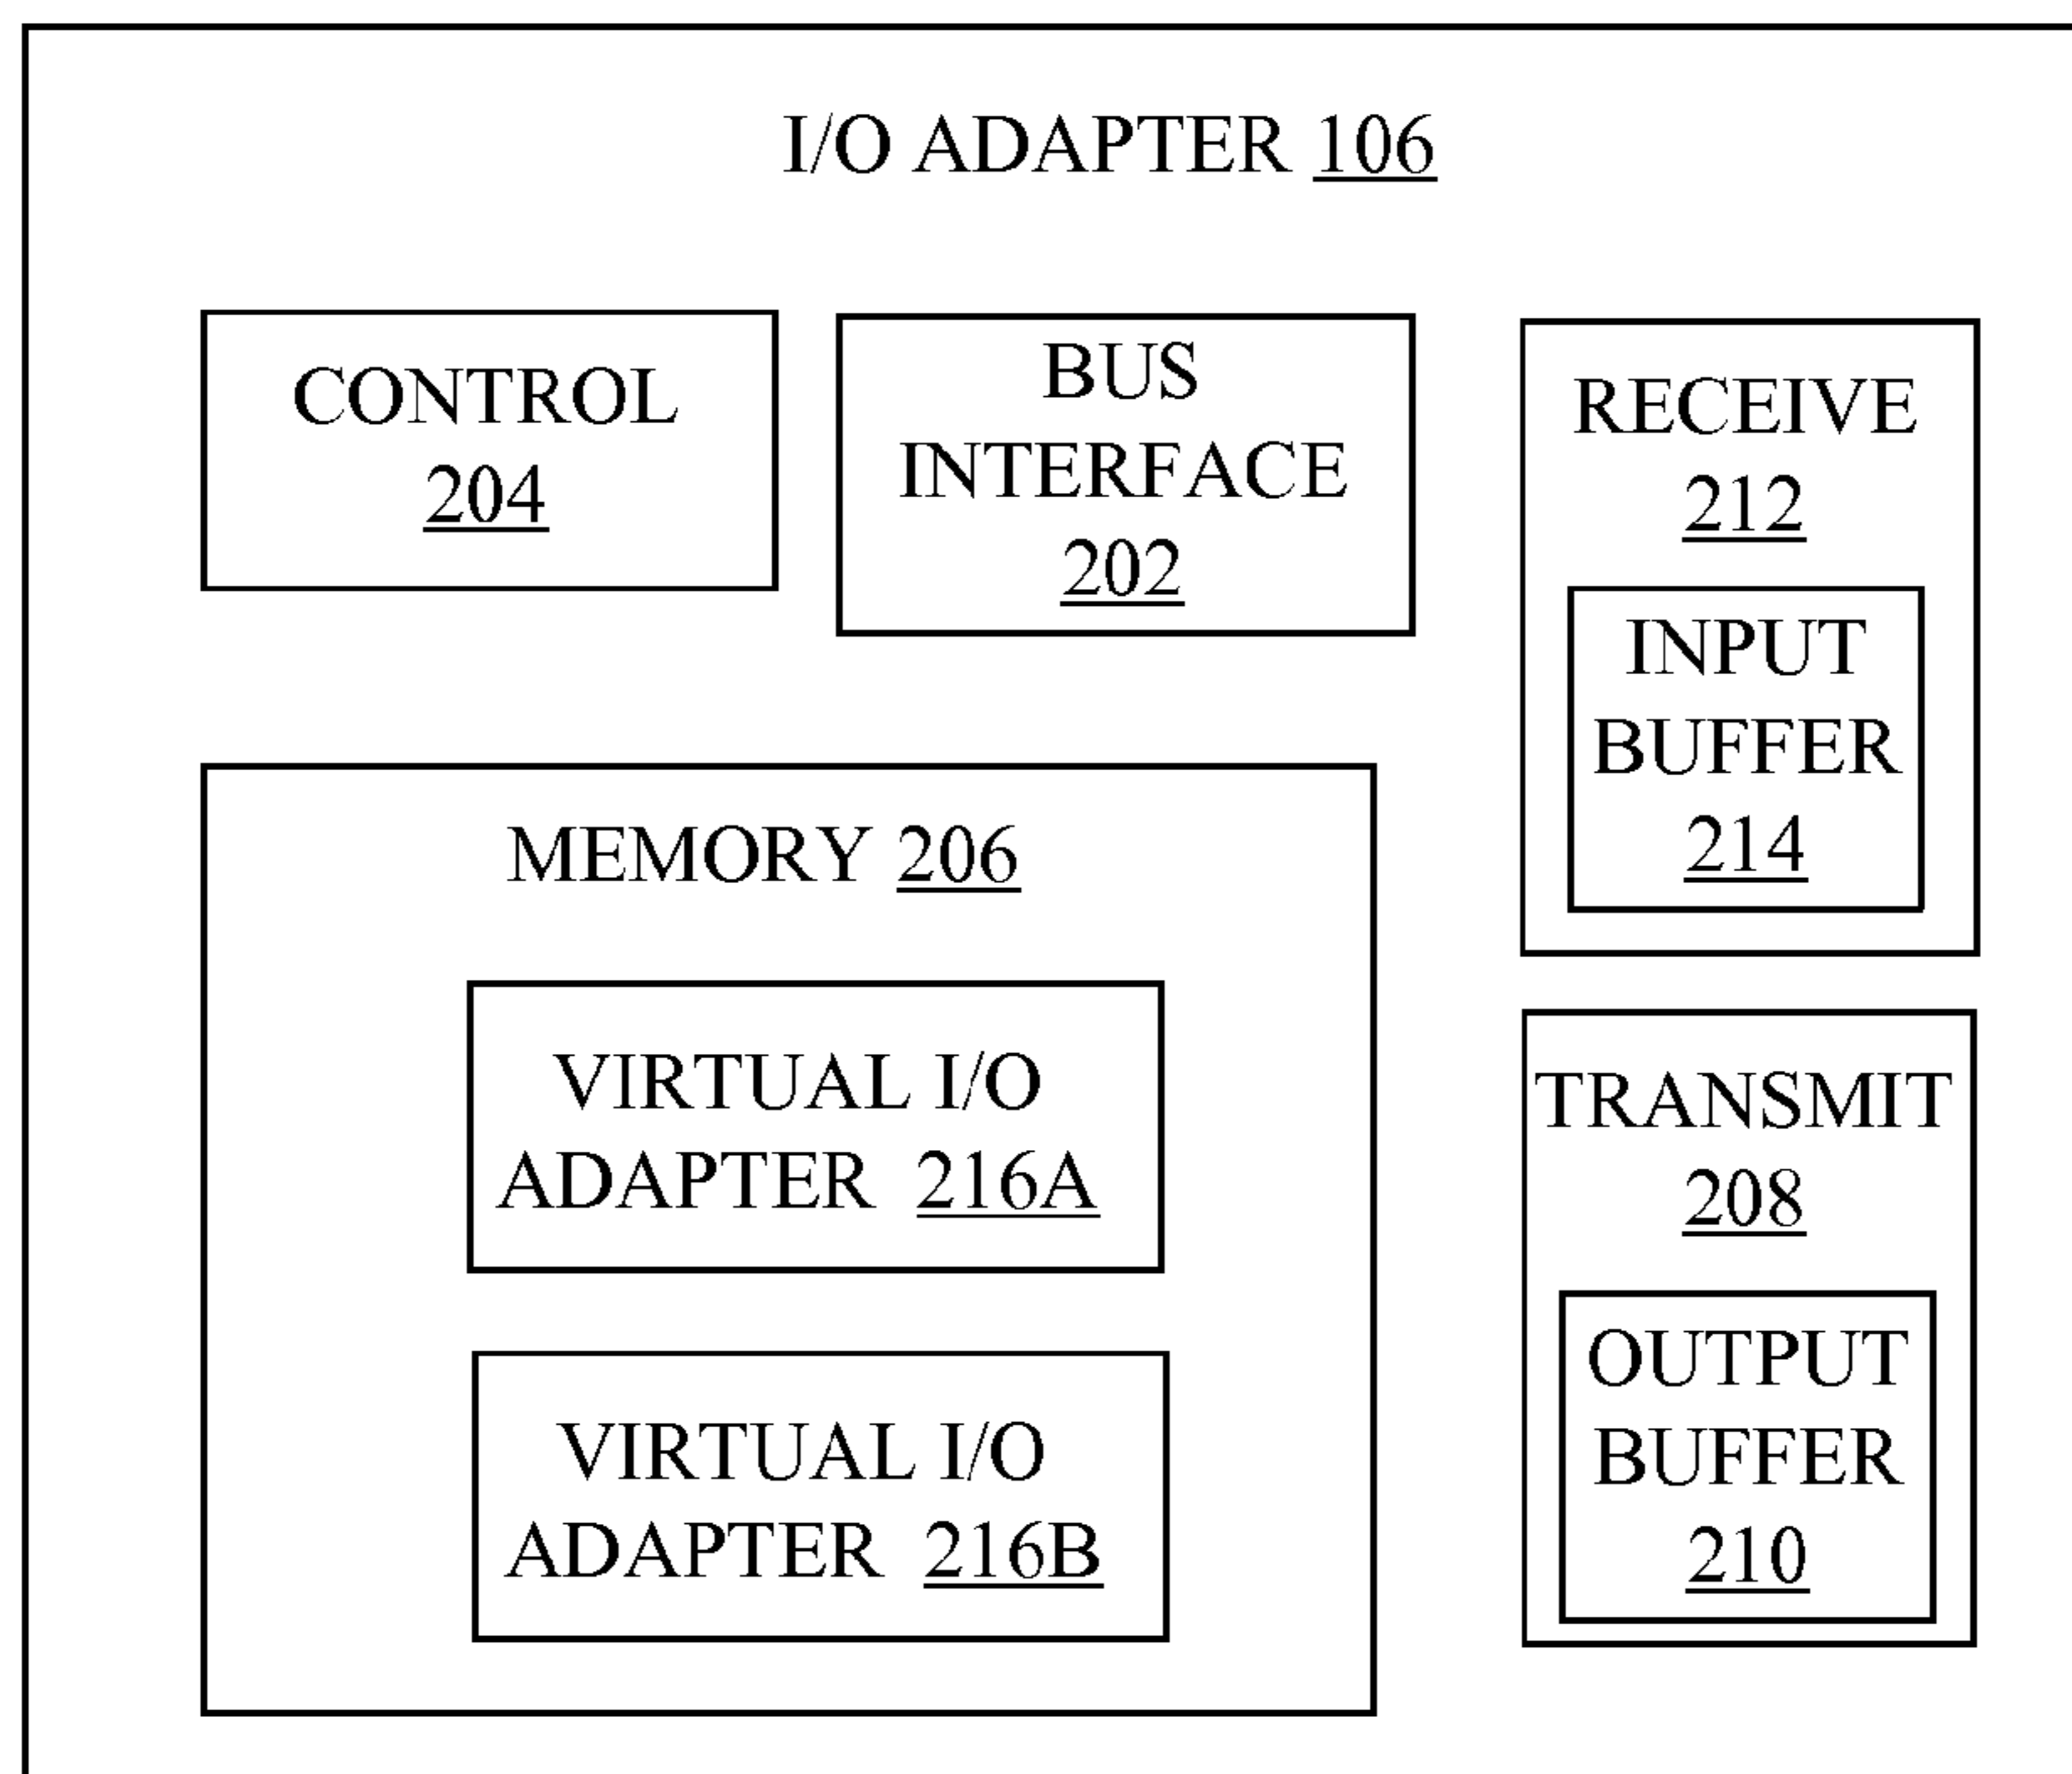 I/O ADAPTER 106
CONTROL
204
BUS
INTERFACE
202
RECEIVE
212
INPUT
BUFFER
214
MEMORY 206
VIRTUAL I/O
ADAPTER 216A
VIRTUAL I/O
ADAPTER 216B
TRANSMIT
208
OUTPUT
BUFFER
210